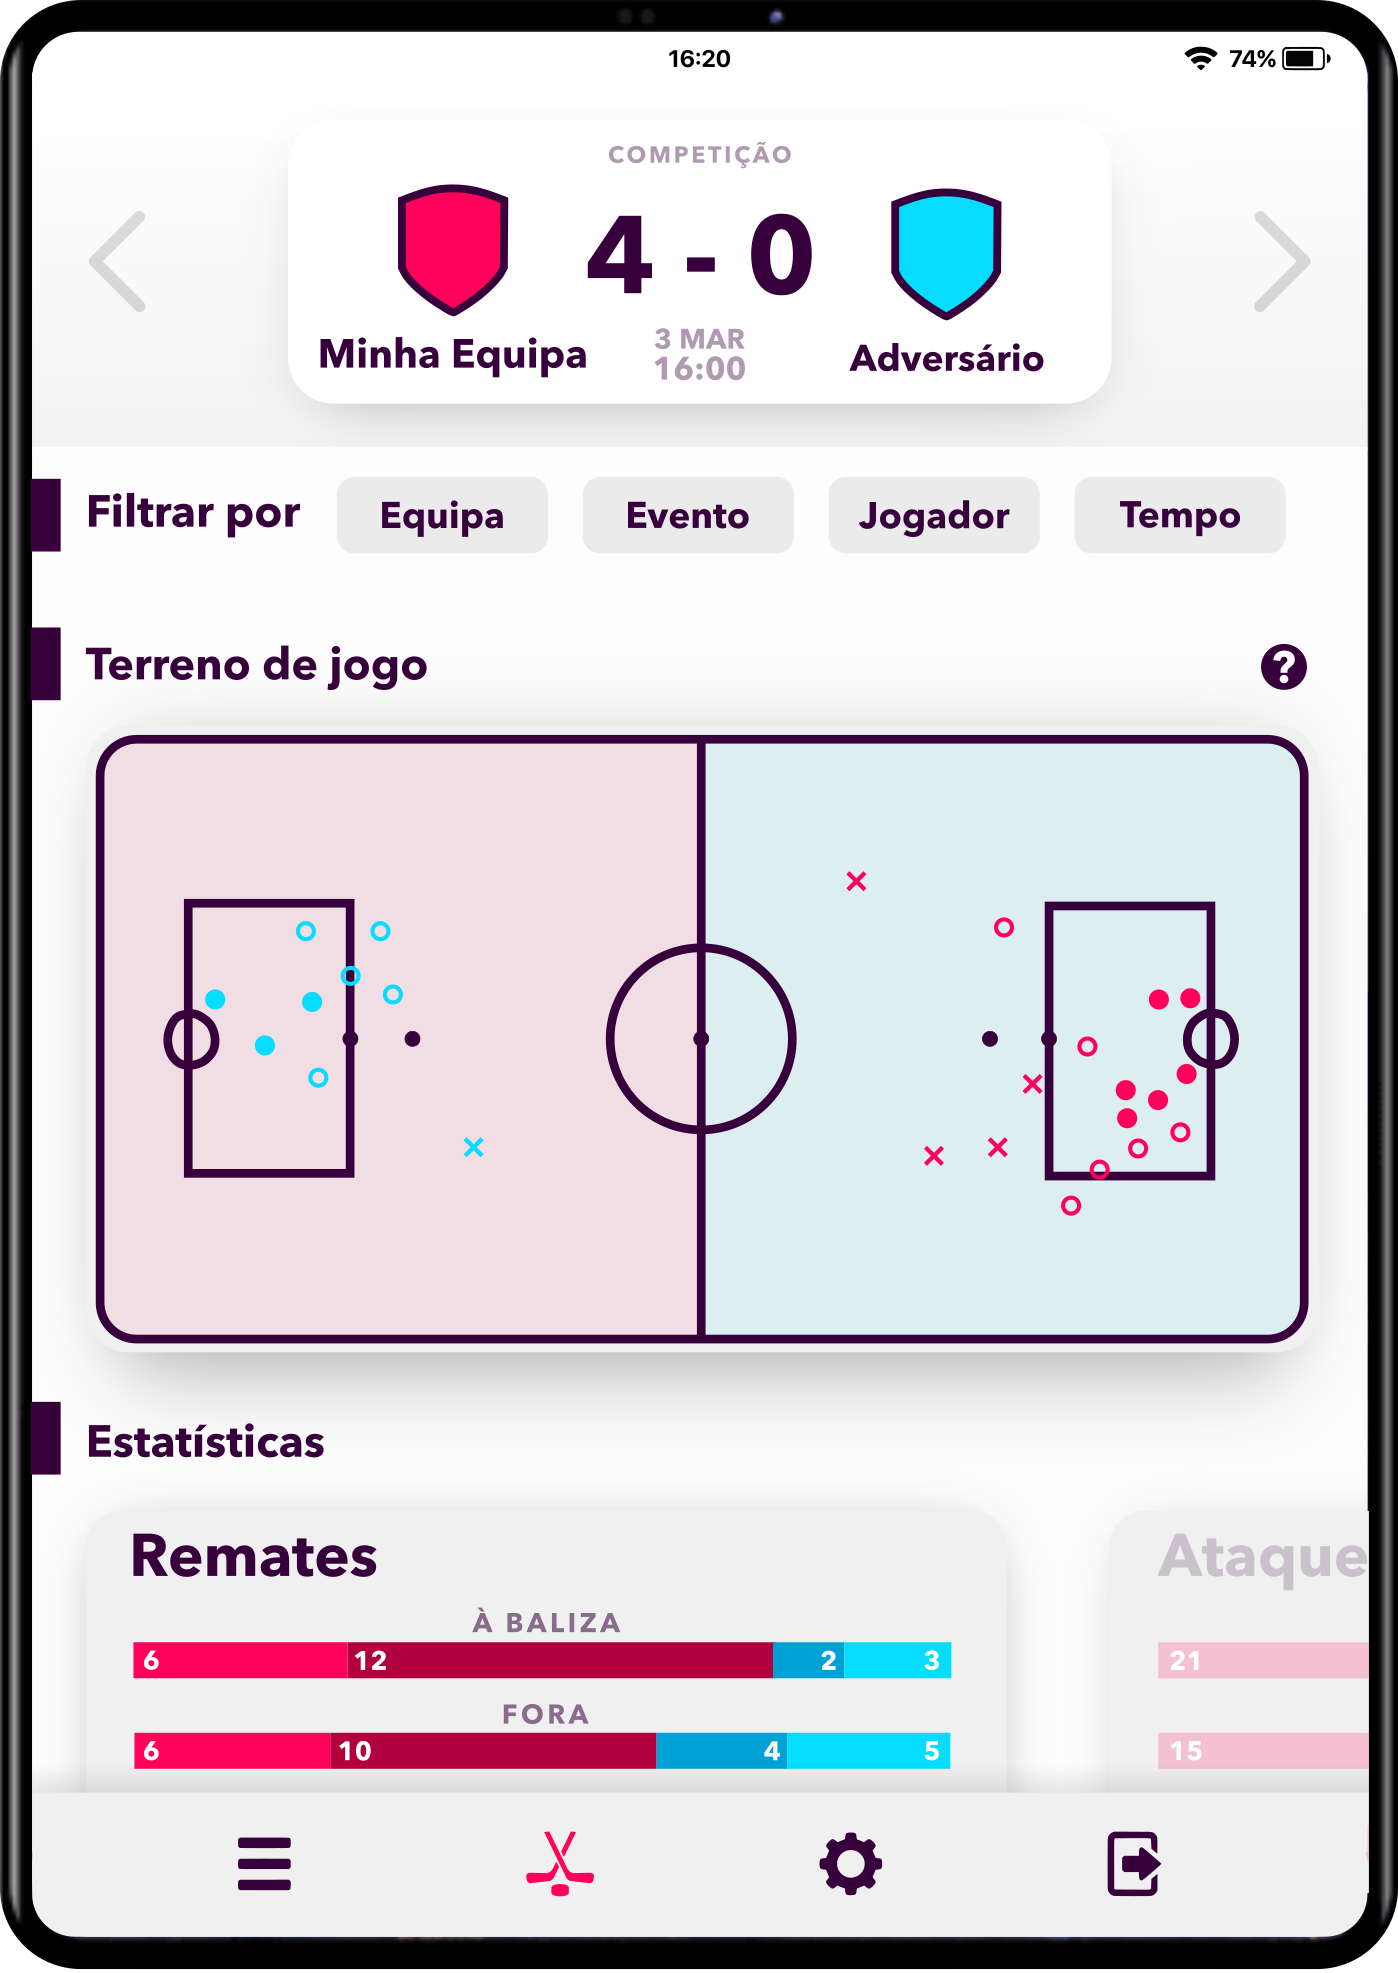 16:20
74%
COMPETIÇÃO
4 - 0
Minha Equipa
3 MAR
16:00
Adversário
Filtrar por
Equipa
Evento
Jogador
Tempo
Terreno de jogo
?
Estatísticas
Remates
À BALIZA
6 12 2 3
FORA
6 10 4 5
Ataque
21
15